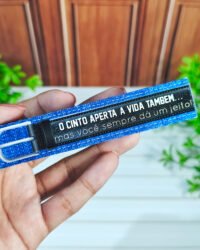 O CINTO APERTA A VIDA TAMBÉM...
mas você sempre dá um jeito!